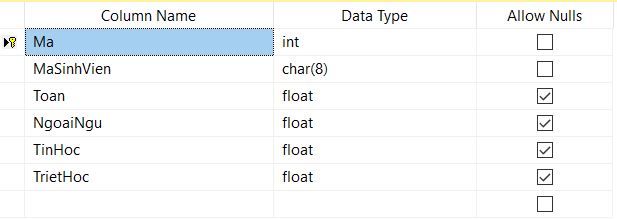 Column Name Data Type Allow Nulls
Ma int
MaSinhVien char(8)
Toan float
NgoaiNgu float
TinHoc float
TrietHoc float